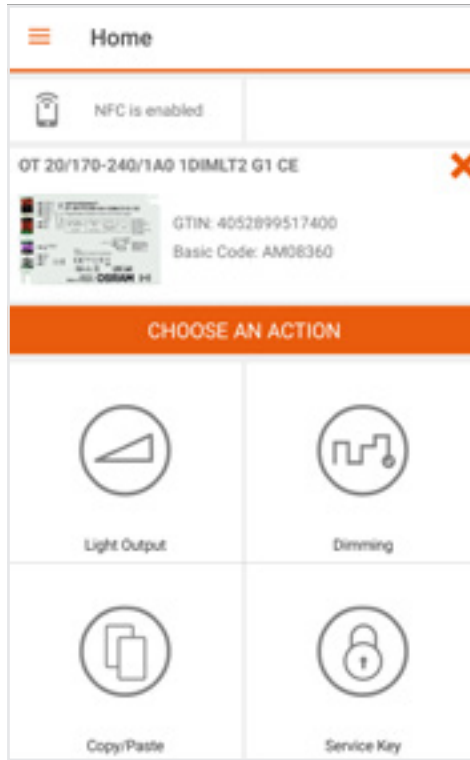 Home
NFC is enabled
OT 20/170-240/1A0 1DIMLT2 G1 CE
GTIN: 4052899517400
Basic Code: AM08360
OSRAM
CHOOSE AN ACTION
Light Output
Dimming
Copy/Paste
Service Key